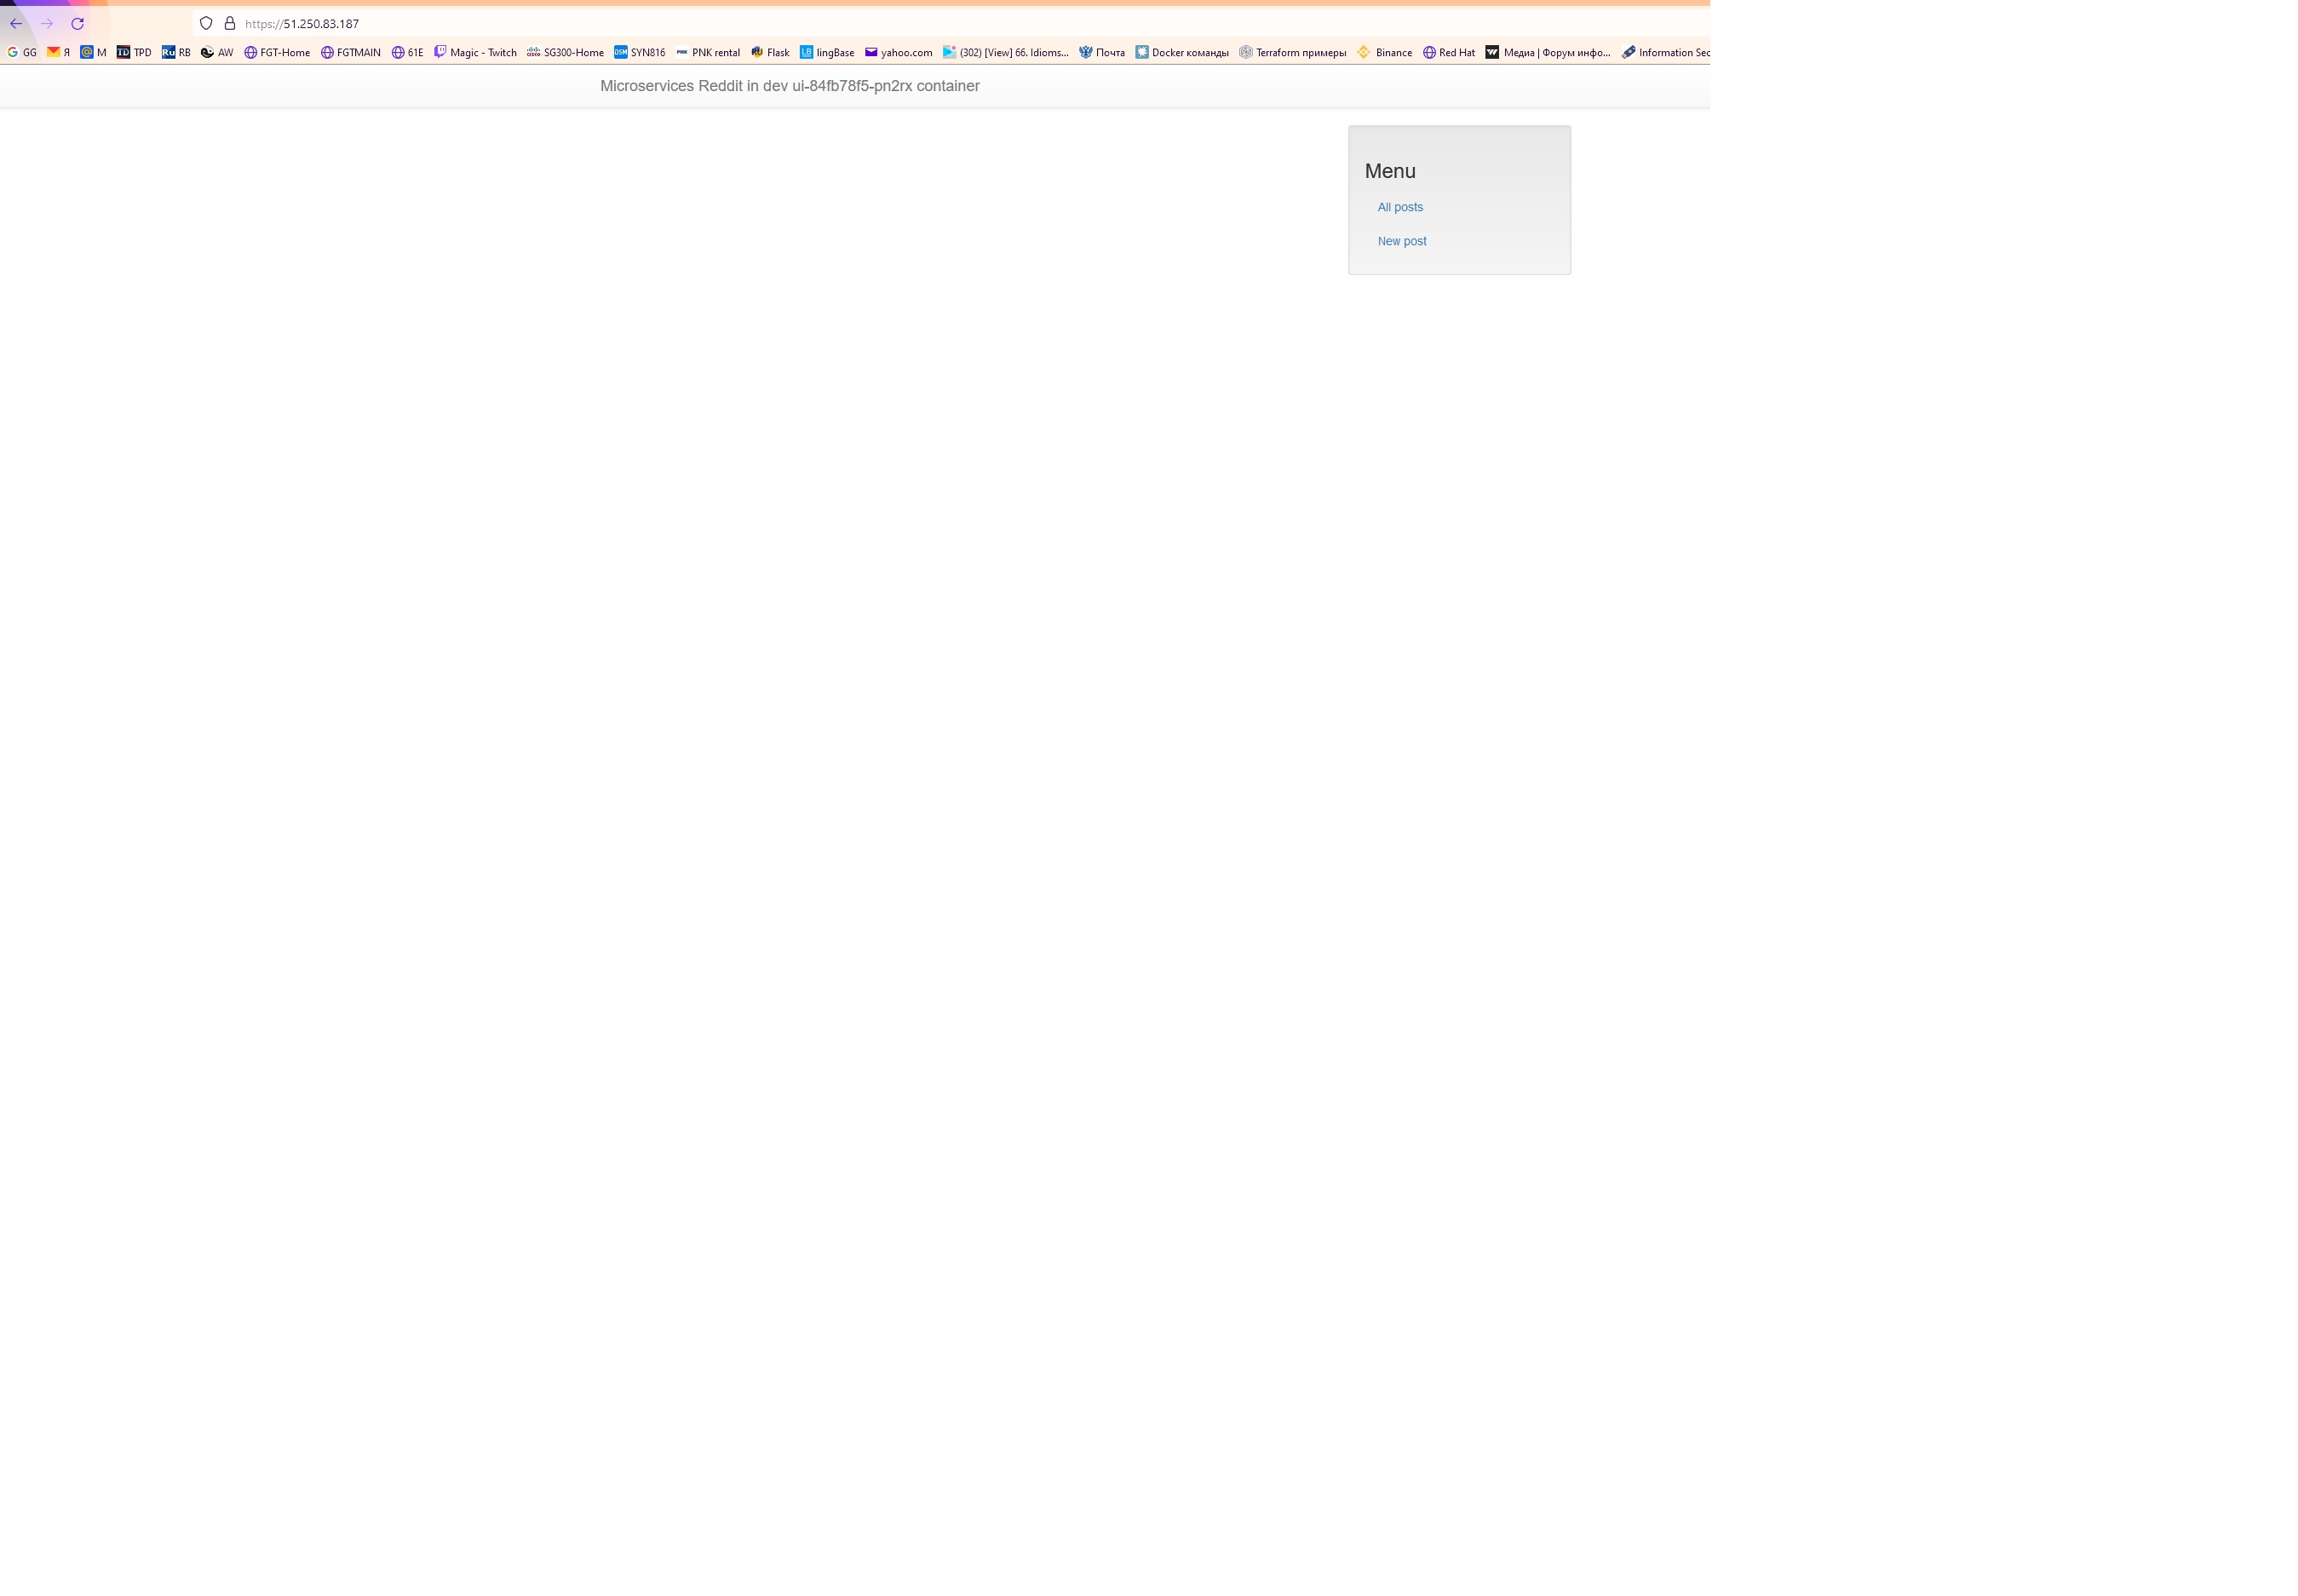 https://51.250.83.187
GG Я M TPD RB AW FGT-Home FGTMAIN 61E Magic - Twitch SG300-Home SYN816 PNK rental Flask lingBase yahoo.com (302) [View] 66. Idioms... Почта Docker команды Terraform примеры Binance Red Hat Медиа | Форум инфо... Information Sec
Microservices Reddit in dev ui-84fb78f5-pn2rx container
Menu
All posts
New post